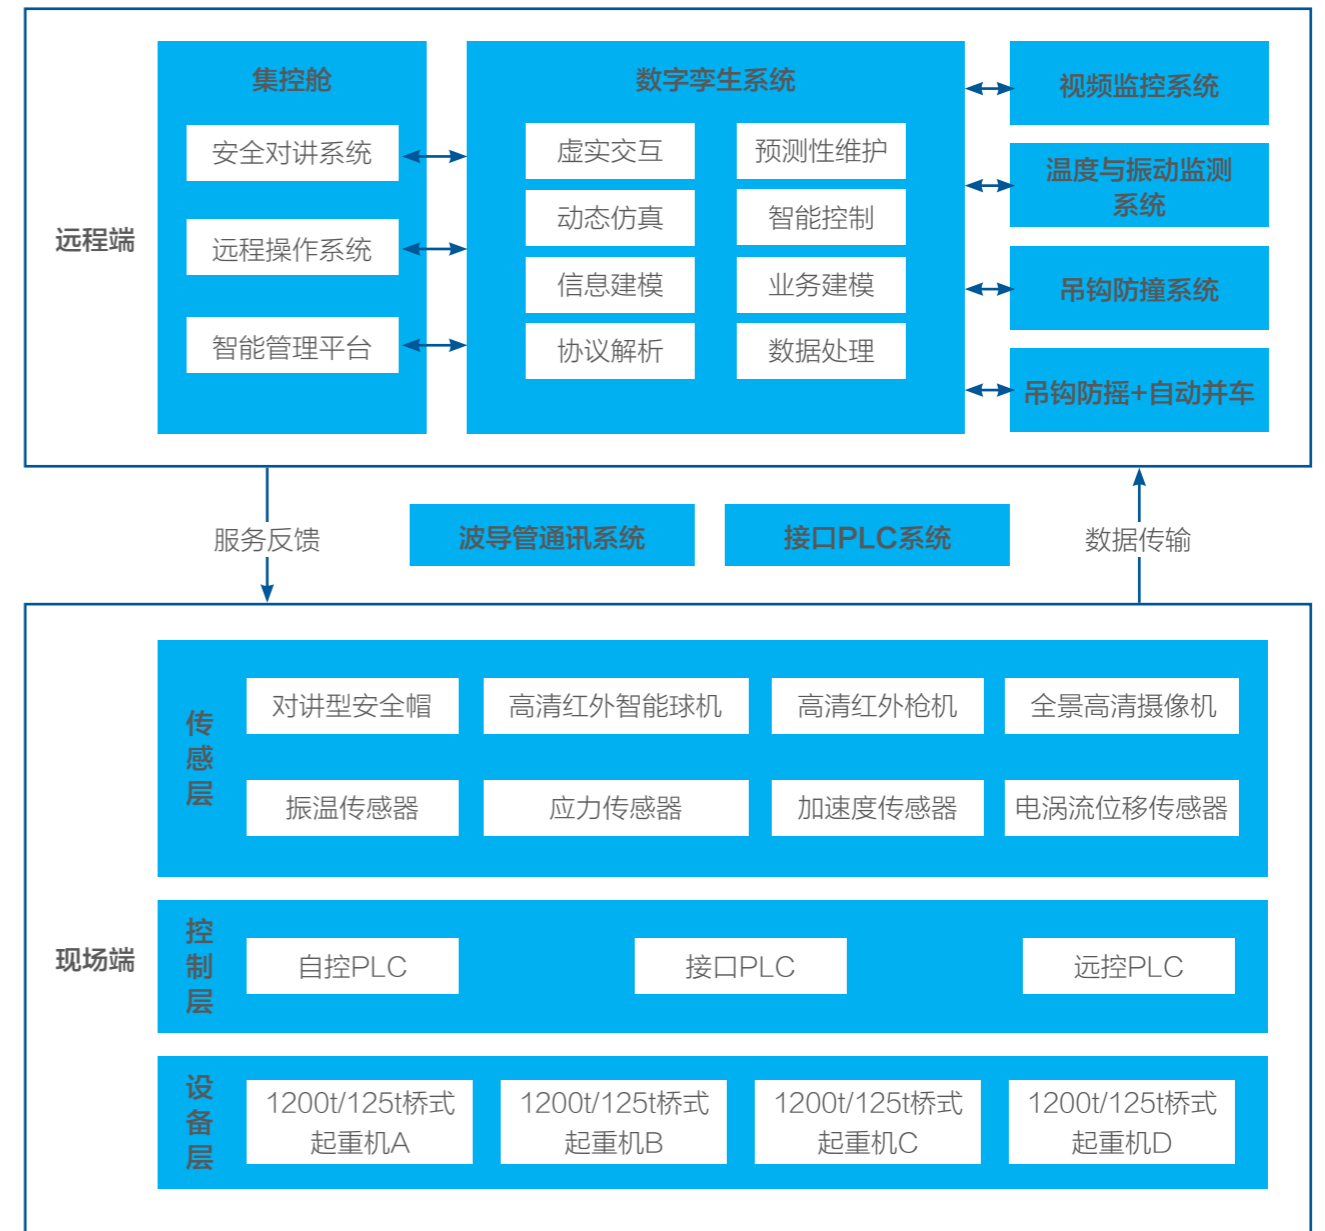 远程端
集控舱
安全对讲系统
远程操作系统
智能管理平台
数字孪生系统
虚实交互
预测性维护
动态仿真
智能控制
信息建模
业务建模
协议解析
数据处理
视频监控系统
温度与振动监测
系统
吊钩防撞系统
吊钩防摇+自动并车
服务反馈
波导管通讯系统
接口PLC系统
数据传输
现场端
传感层
对讲型安全帽
高清红外智能球机
高清红外枪机
全景高清摄像机
振温传感器
应力传感器
加速度传感器
电涡流位移传感器
控制层
自控PLC
接口PLC
远控PLC
设备层
1200t/125t桥式
起重机A
1200t/125t桥式
起重机B
1200t/125t桥式
起重机C
1200t/125t桥式
起重机D